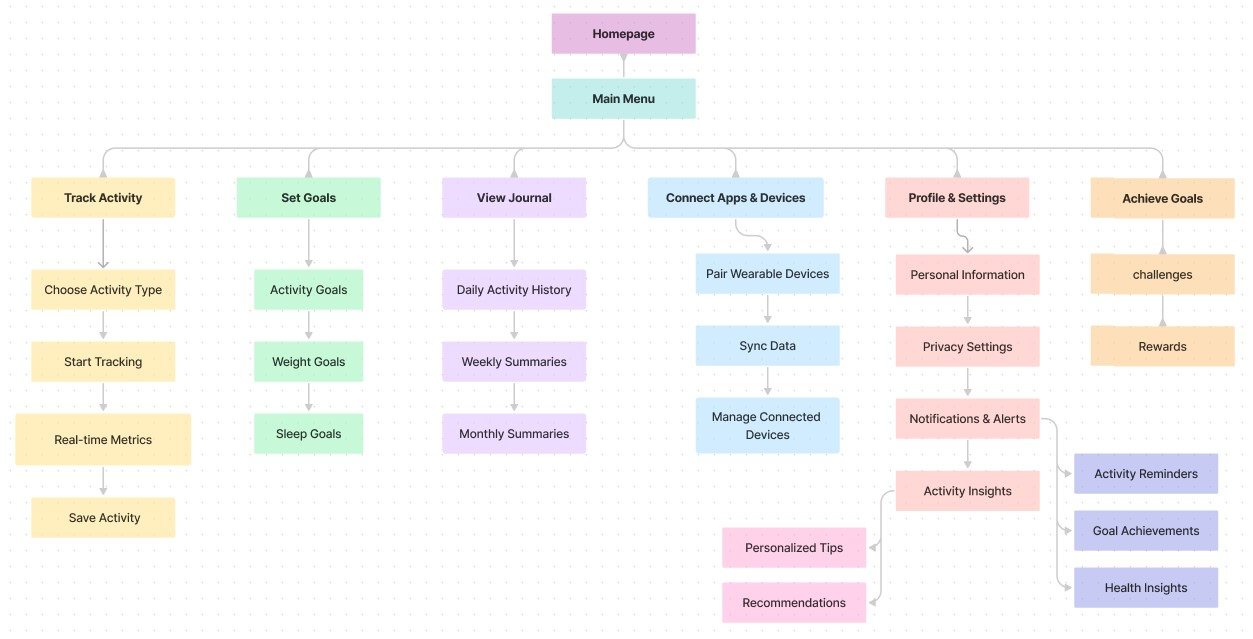 Homepage
Main Menu
Track Activity
Set Goals
View Journal
Connect Apps & Devices
Profile & Settings
Achieve Goals
Choose Activity Type
Start Tracking
Real-time Metrics
Save Activity
Activity Goals
Weight Goals
Sleep Goals
Daily Activity History
Weekly Summaries
Monthly Summaries
Pair Wearable Devices
Sync Data
Manage Connected
Devices
Personal Information
Privacy Settings
Notifications & Alerts
Activity Insights
Personalized Tips
Recommendations
Activity Reminders
Goal Achievements
Health Insights
challenges
Rewards